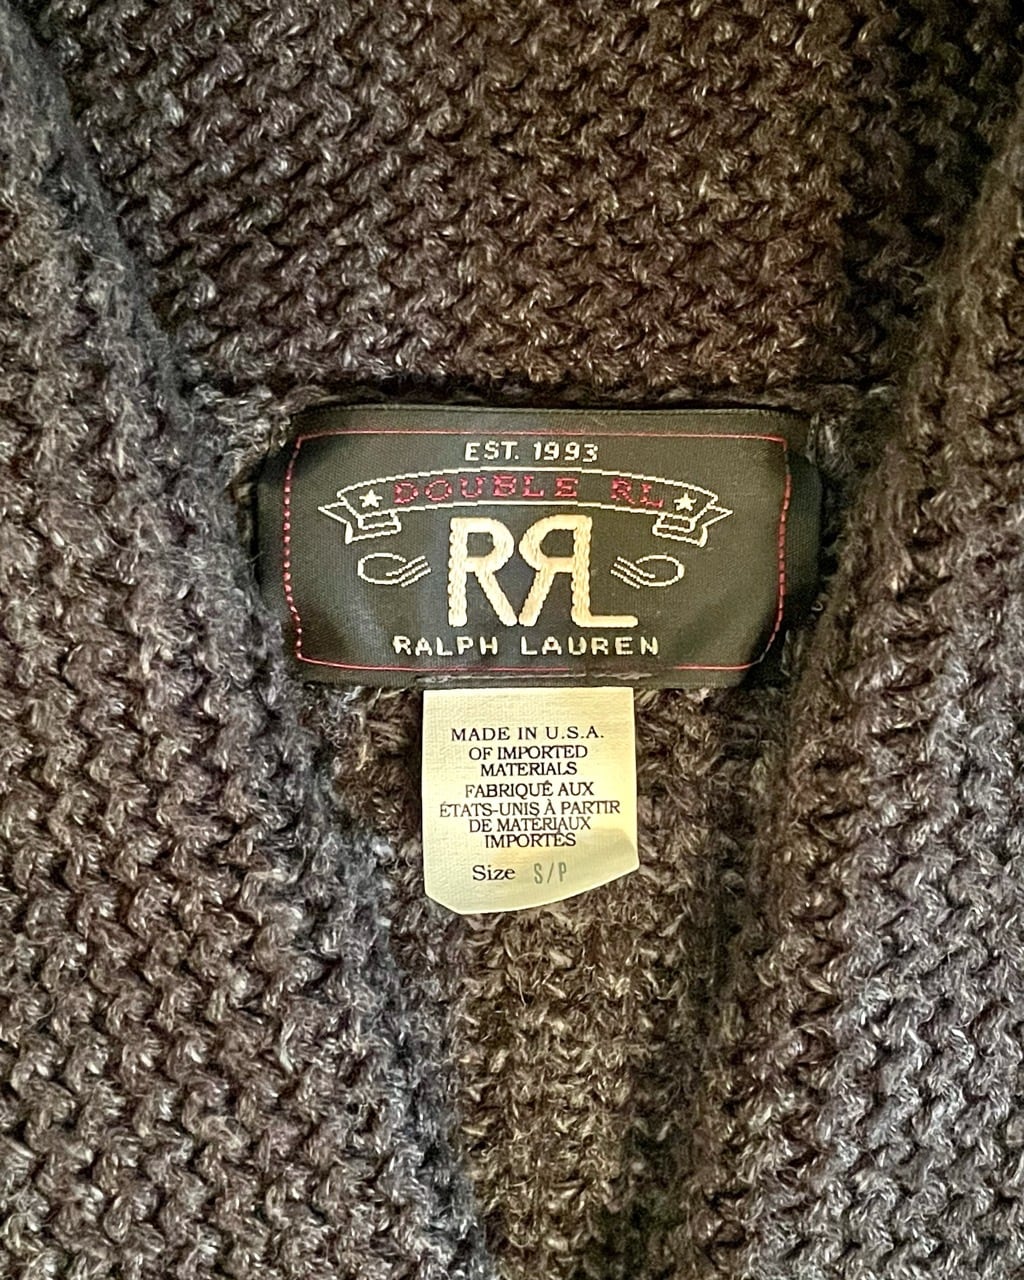 EST. 1993
DOUBLE RL
RRL
RALPH LAUREN
MADE IN U.S.A.
OF IMPORTED
MATERIALS
FABRIQUÉ AUX
ÉTATS-UNIS À PARTIR
DE MATÉRIAUX
IMPORTÉS
Size S/P